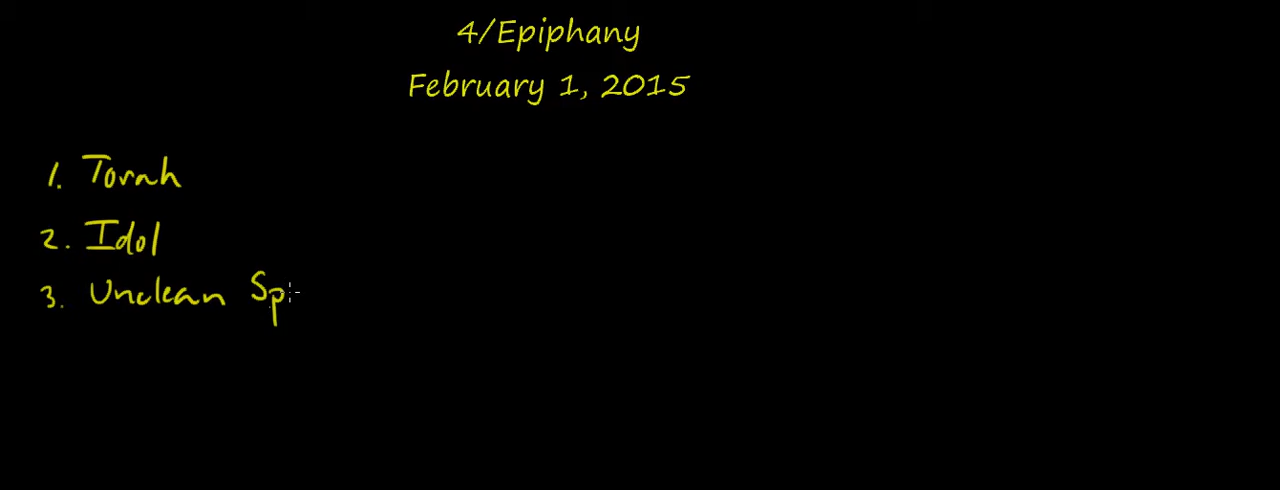 4/Epiphany
February 1, 2015
1. Torah
2. Idol
3. Unclean Sp